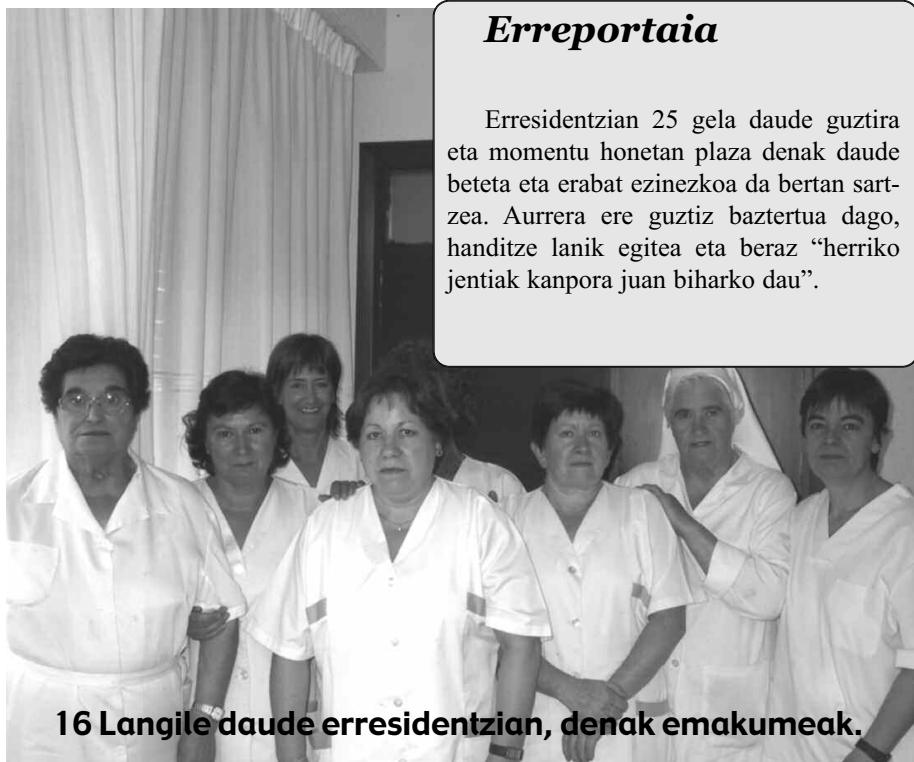 Erreportaia
Erresidentzian 25 gela daude guztira
eta momentu honetan plaza denak daude
beteta eta erabat ezinezkoa da bertan sart-
zea. Aurrera ere guztiz baztertua dago,
handitze lanik egitea eta beraz “herriko
jentiak kanpora juan biharko dau”.
16 Langile daude erresidentzian, denak emakumeak.